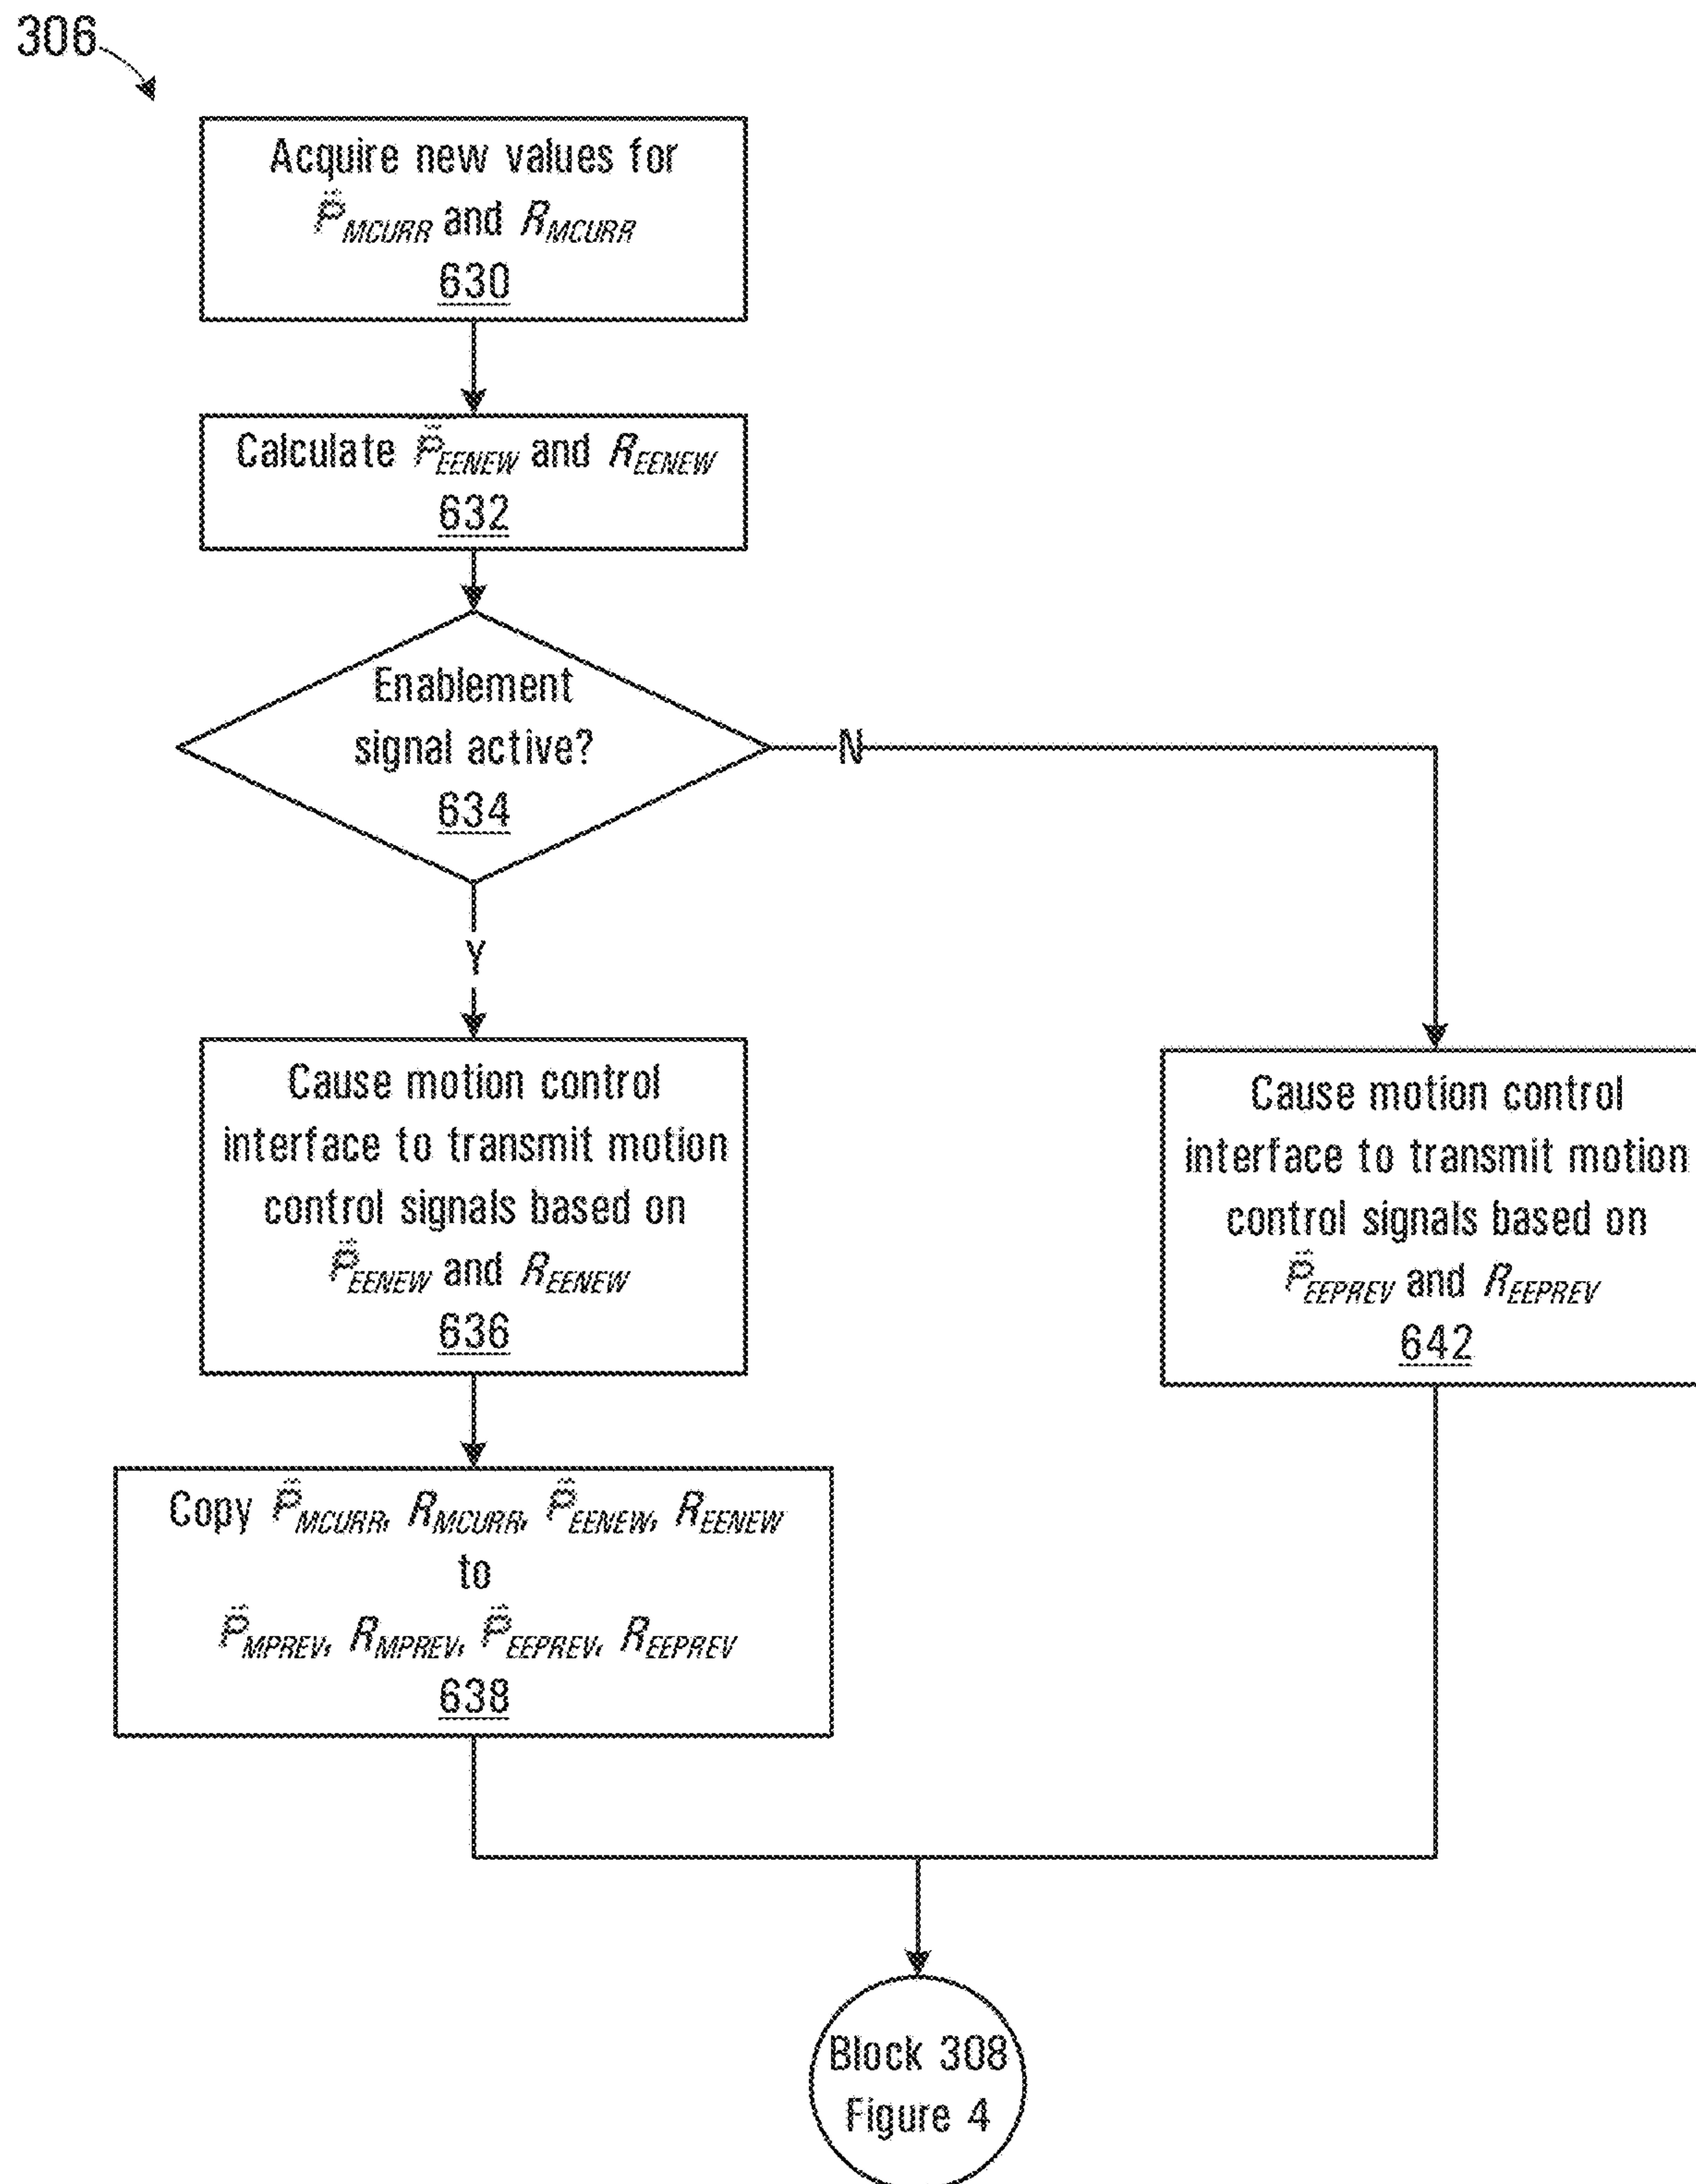 306
Acquire new values for
P⃗MCURR and RMCURR
630
Calculate P⃗EENEW and REENEW
632
Enablement
signal active?
634
N
Y
Cause motion control
interface to transmit motion
control signals based on
P⃗EENEW and REENEW
636
Cause motion control
interface to transmit motion
control signals based on
P⃗EEPREV and REEPREV
642
Copy P⃗MCURR, RMCURR, P⃗EENEW, REENEW
to
P⃗MPREV, RMPREV, P⃗EEPREV, REEPREV
638
Block 308
Figure 4